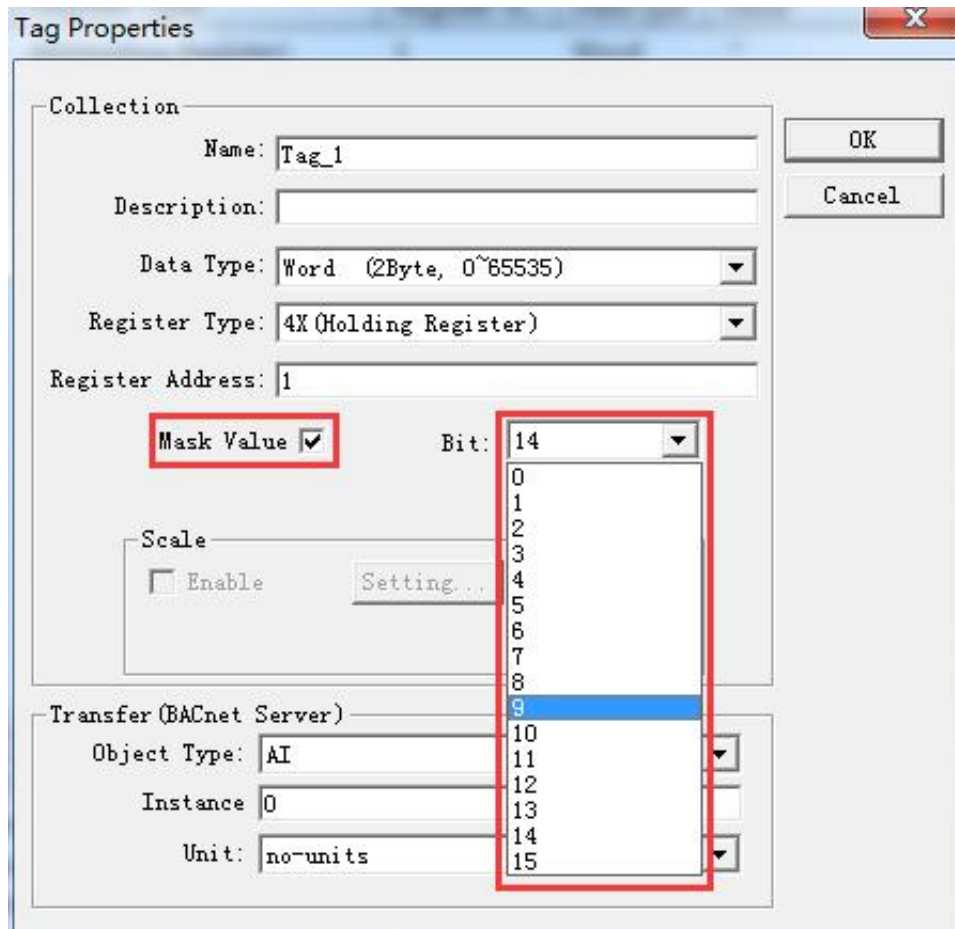 Tag Properties
Collection
Name: Tag_1
OK
Description:
Cancel
Data Type: Word (2Byte, 0~65535)
Register Type: 4X(Holding Register)
Register Address: 1
Mask Value Bit: 14
0
1
2
3
4
5
6
7
8
9
10
11
12
13
14
15
Scale
Enable Setting...
Transfer(BACnet Server)
Object Type: AI
Instance 0
Unit: no-units